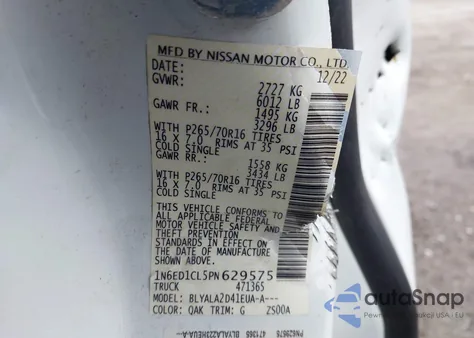 MFD BY NISSAN MOTOR CO., LTD.
DATE: 12/22
GVWR: 2727 KG
6012 LB
GAWR FR.: 1495 KG
3296 LB
WITH P265/70R16 TIRES
16 X 7.0 RIMS AT 35 PSI
COLD SINGLE
GAWR RR.: 1558 KG
3434 LB
WITH P265/70R16 TIRES
16 X 7.0 RIMS AT 35 PSI
COLD SINGLE
THIS VEHICLE CONFORMS TO
ALL APPLICABLE FEDERAL
MOTOR VEHICLE SAFETY
STANDARDS IN EFFECT ON
THE DATE OF MANUFACTURE
SHOWN ABOVE.
1N6ED1CL5PN629575
TRUCK 471365
MODEL: BLYALA2D41EUA-A---
COLOR: QAK TRIM: G ZS00A
autoSnap